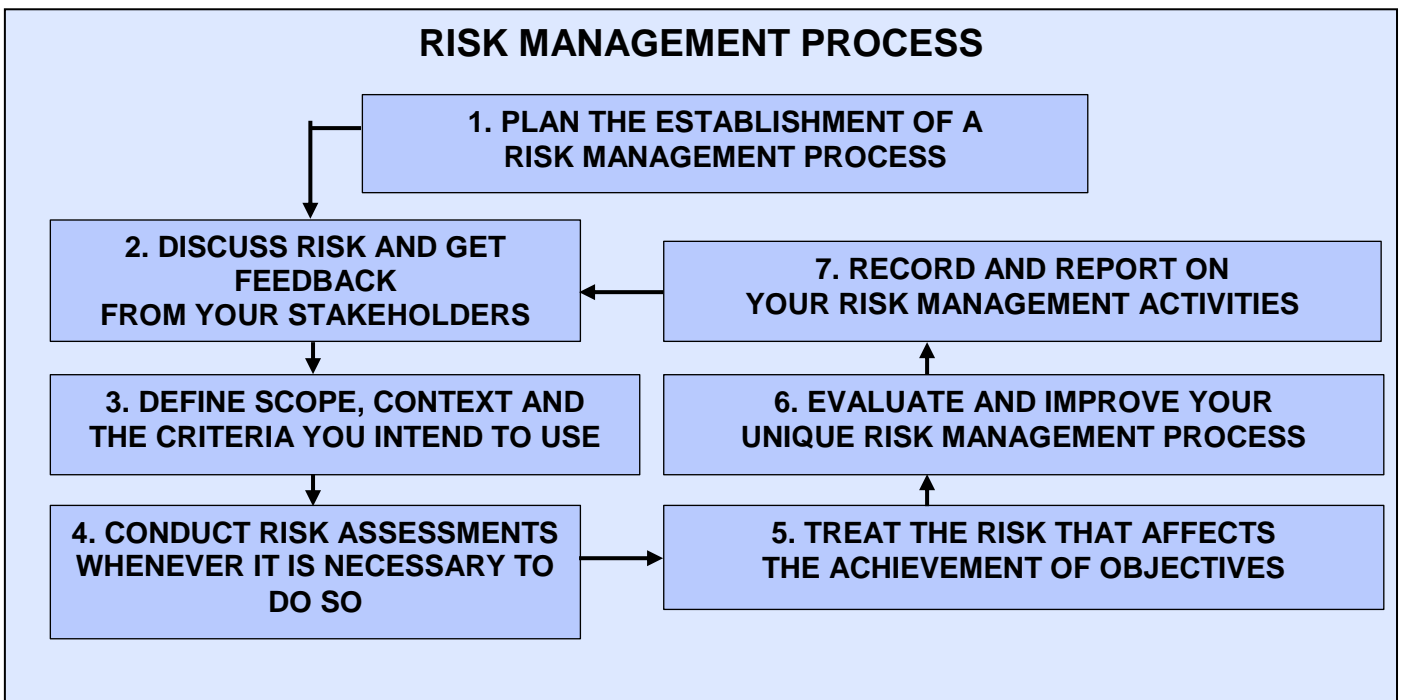 RISK MANAGEMENT PROCESS
1. PLAN THE ESTABLISHMENT OF A
RISK MANAGEMENT PROCESS
2. DISCUSS RISK AND GET
FEEDBACK
FROM YOUR STAKEHOLDERS
3. DEFINE SCOPE, CONTEXT AND
THE CRITERIA YOU INTEND TO USE
4. CONDUCT RISK ASSESSMENTS
WHENEVER IT IS NECESSARY TO
DO SO
5. TREAT THE RISK THAT AFFECTS
THE ACHIEVEMENT OF OBJECTIVES
6. EVALUATE AND IMPROVE YOUR
UNIQUE RISK MANAGEMENT PROCESS
7. RECORD AND REPORT ON
YOUR RISK MANAGEMENT ACTIVITIES